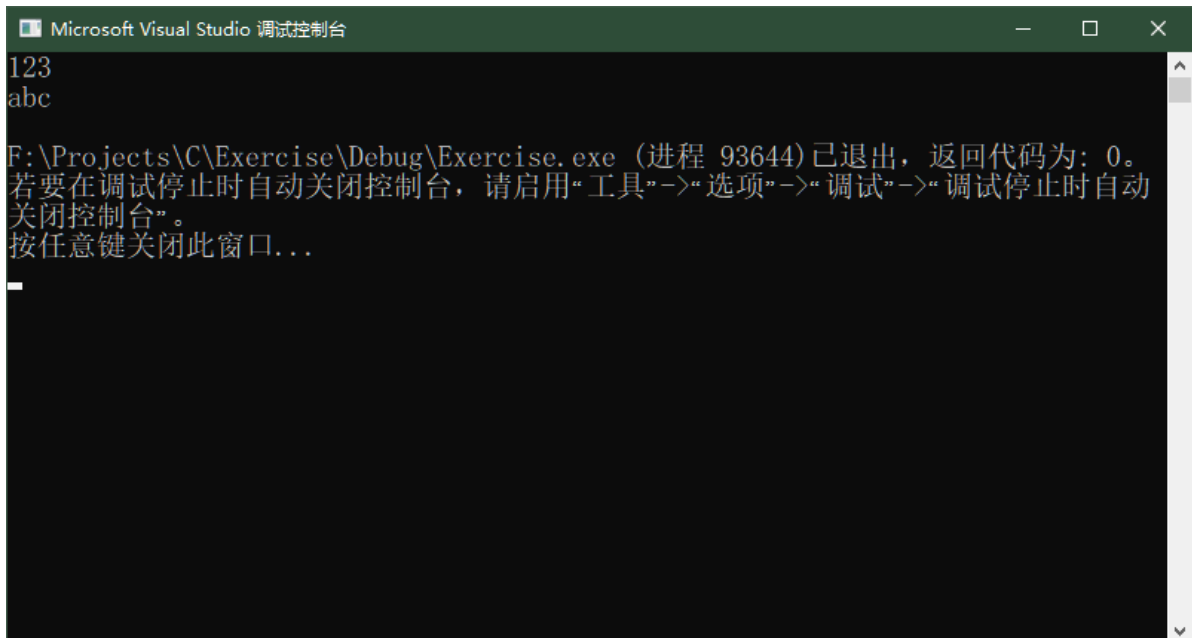 Microsoft Visual Studio 调试控制台
123
abc
F:\Projects\C\Exercise\Debug\Exercise.exe (进程 93644)已退出，返回代码为: 0。
若要在调试停止时自动关闭控制台，请启用“工具”->“选项”->“调试”->“调试停止时自动
关闭控制台”。
按任意键关闭此窗口...